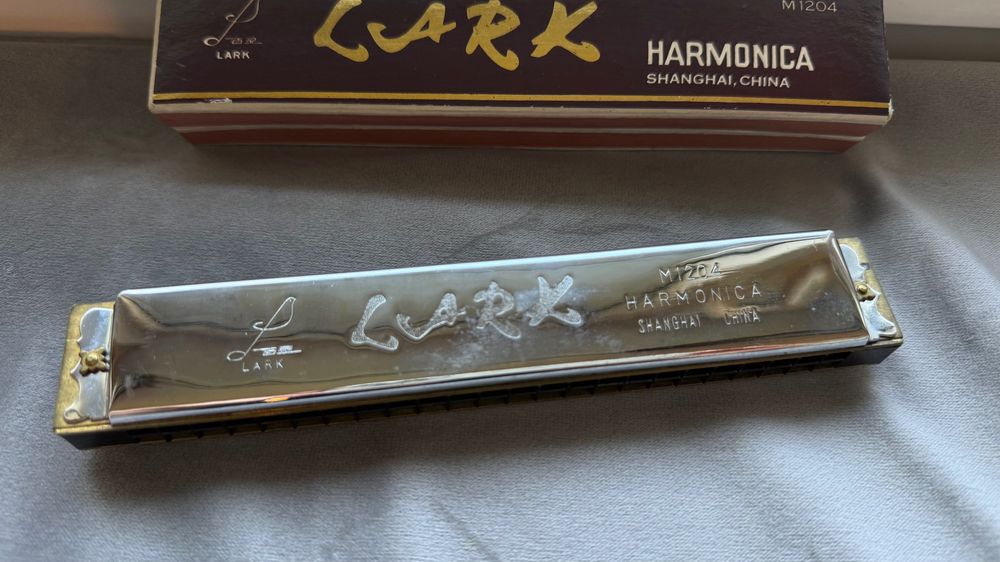 LARK
LARK
M1204
HARMONICA
SHANGHAI, CHINA
LARK
LARK
M1204
HARMONICA
SHANGHAI CHINA